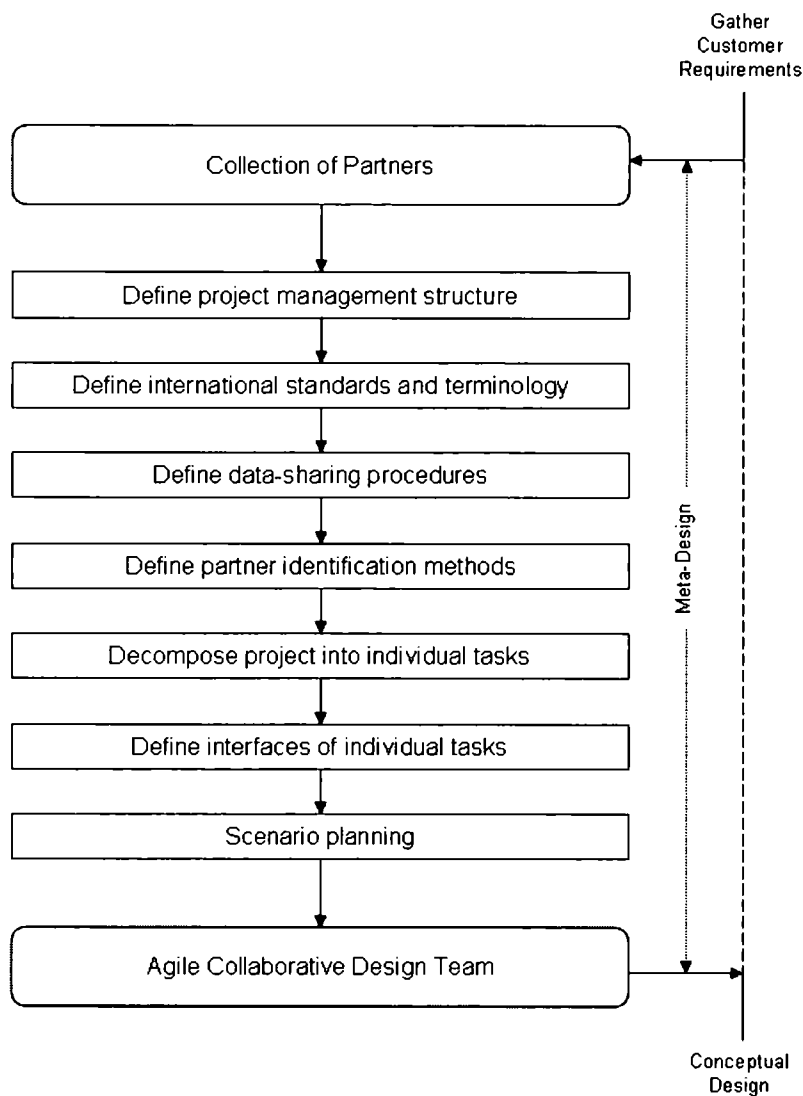 Gather
Customer
Requirements
Collection of Partners
Define project management structure
Define international standards and terminology
Define data-sharing procedures
Define partner identification methods
Decompose project into individual tasks
Define interfaces of individual tasks
Scenario planning
Agile Collaborative Design Team
Meta-Design
Conceptual
Design